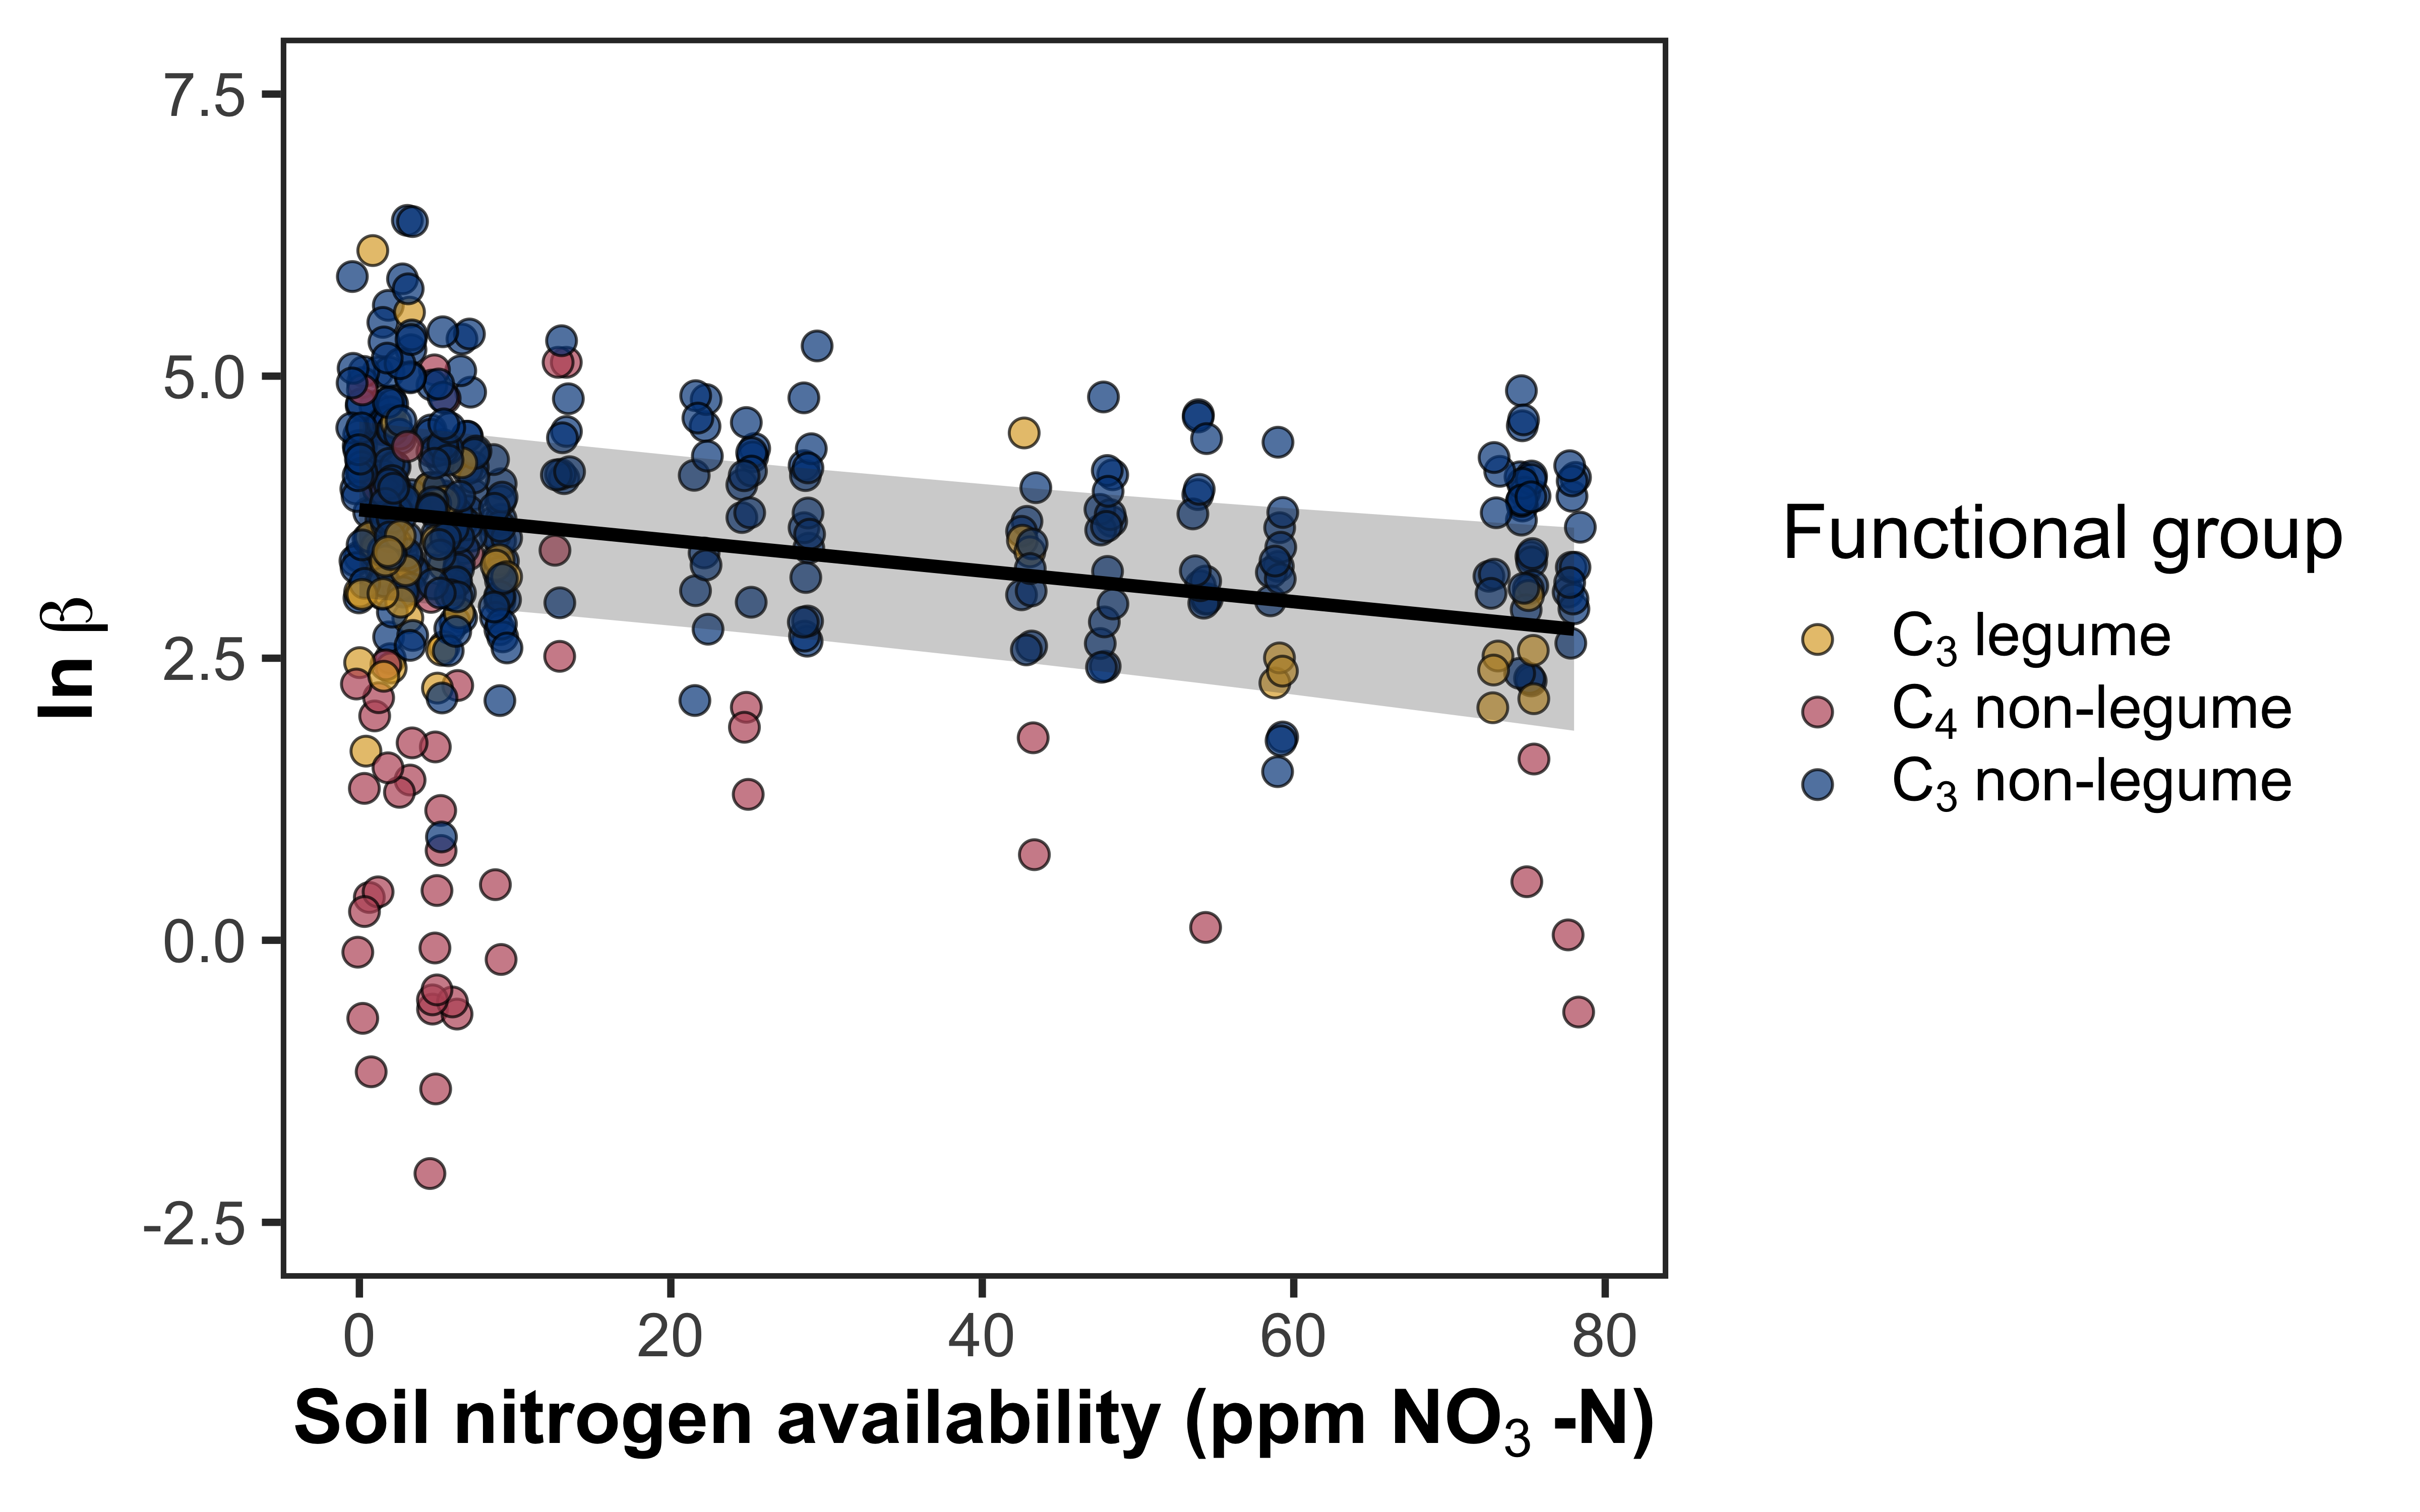 7.5
5.0
2.5
0.0
-2.5
ln β
0 20 40 60 80
Soil nitrogen availability (ppm NO₃ -N)
Functional group
C₃ legume
C₄ non-legume
C₃ non-legume